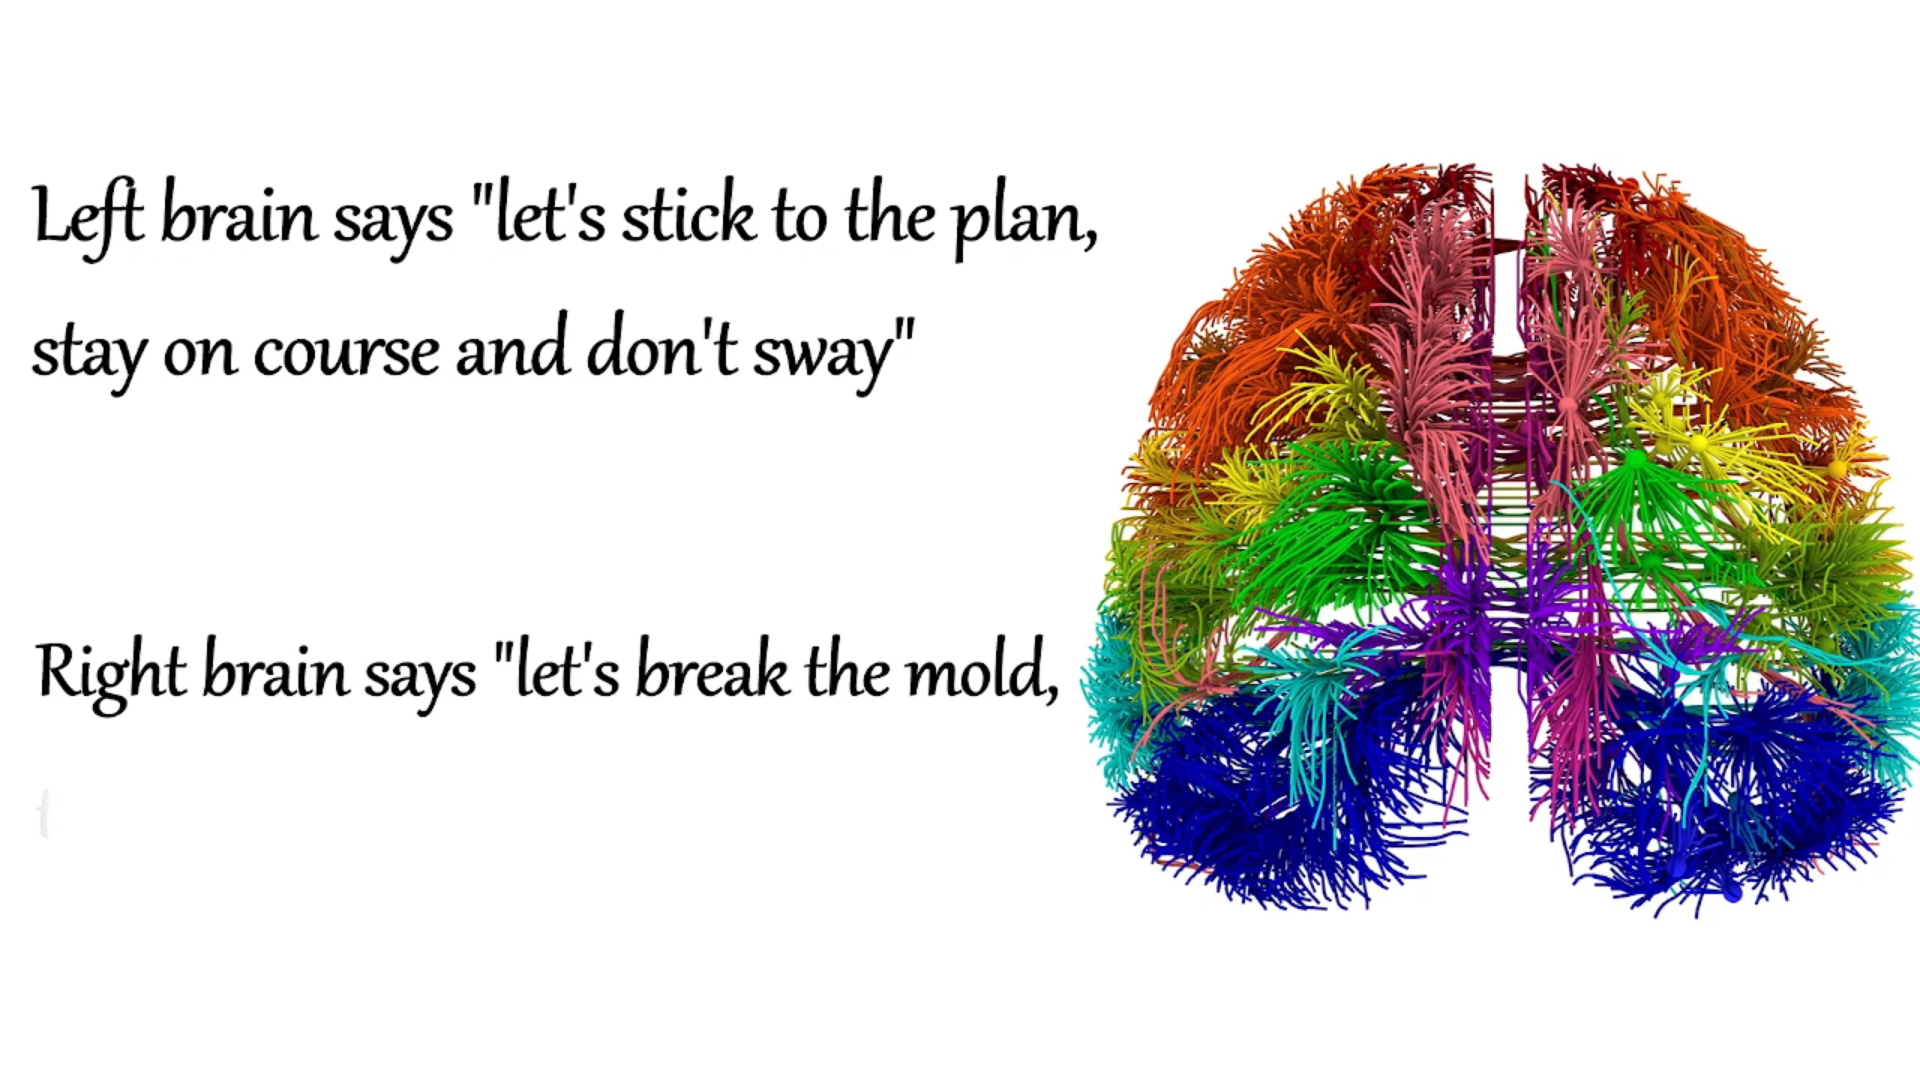 Left brain says "let's stick to the plan,
stay on course and don't sway"
Right brain says "let's break the mold,